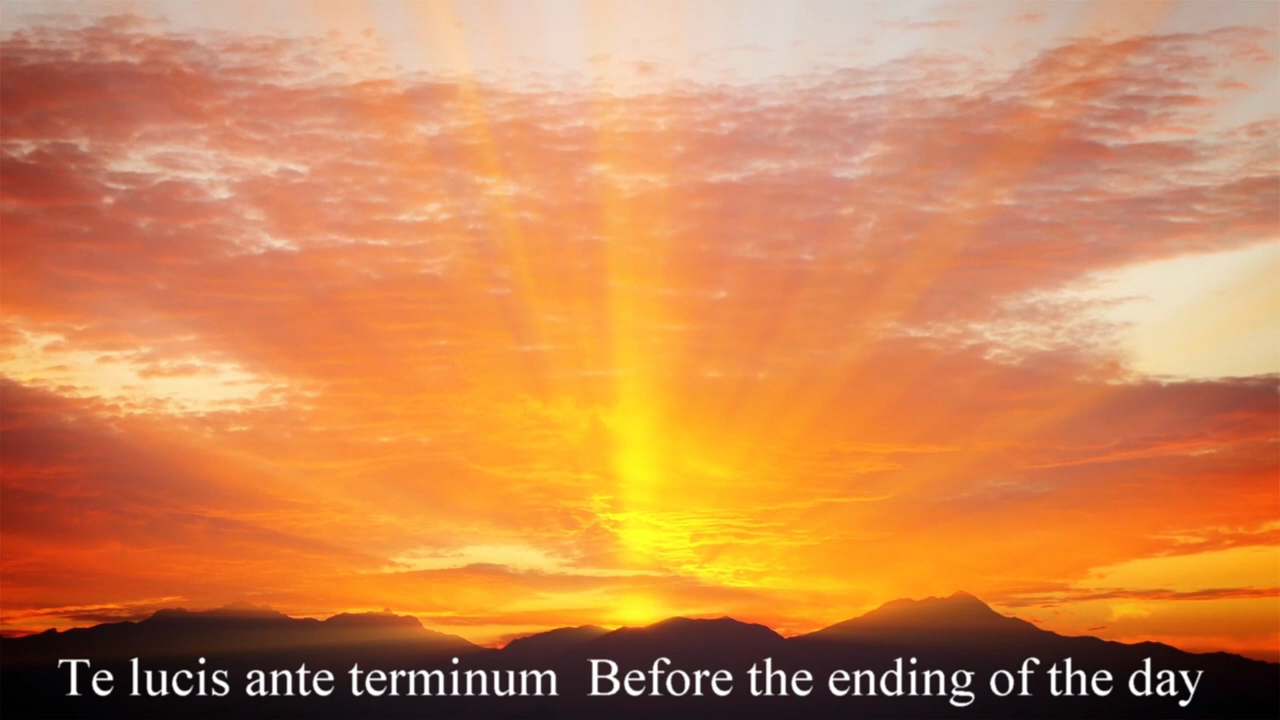 Te lucis ante terminum  Before the ending of the day